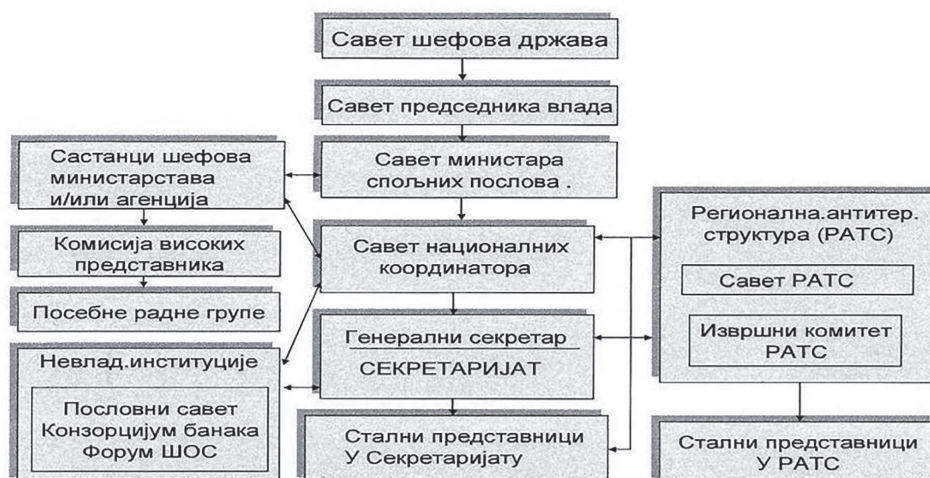 Савет шефова држава
Савет председника влада
Састанци шефова
министарстава
и/или агенција
Савет министара
спољних послова .
Комисија високих
представника
Савет националних
координатора
Регионална.антитер.
структура (РАТС)
Савет РАТС
Извршни комитет
РАТС
Посебне радне групе
Генерални секретар
СЕКРЕТАРИЈАТ
Невлад.институције
Пословни савет
Конзорцијум банака
Форум ШОС
Стални представници
У Секретаријату
Стални представници
У РАТС